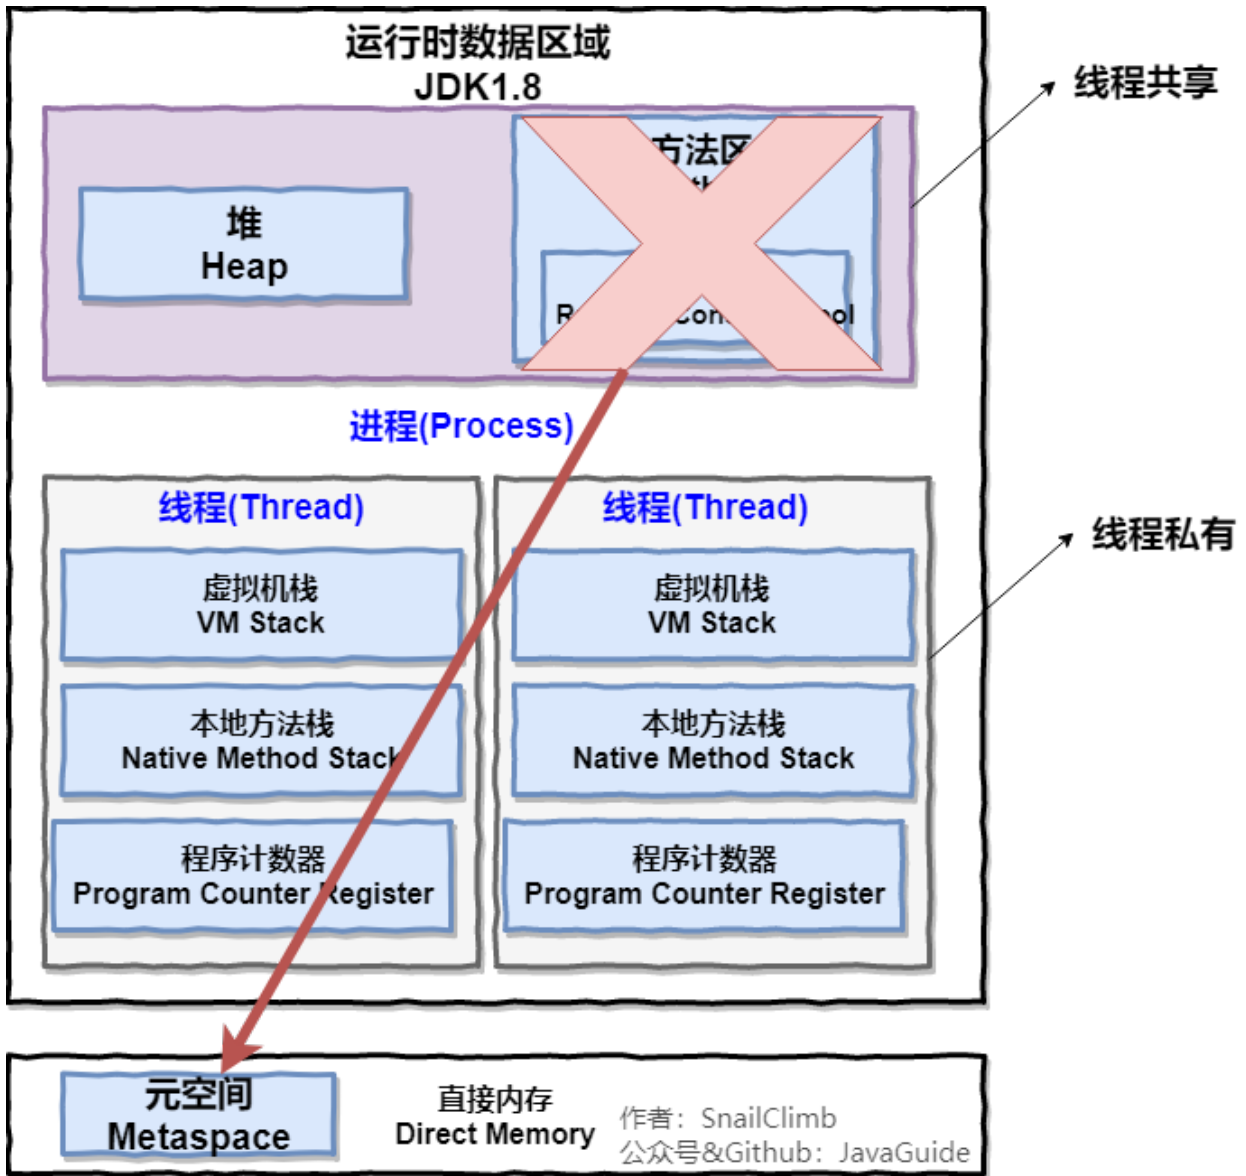 运行时数据区域
JDK1.8
线程共享
堆
Heap
方法区
进程(Process)
线程(Thread)
虚拟机栈
VM Stack
本地方法栈
Native Method Stack
程序计数器
Program Counter Register
线程(Thread)
虚拟机栈
VM Stack
本地方法栈
Native Method Stack
程序计数器
Program Counter Register
线程私有
元空间
Metaspace
直接内存
Direct Memory
作者：SnailClimb
公众号&Github：JavaGuide